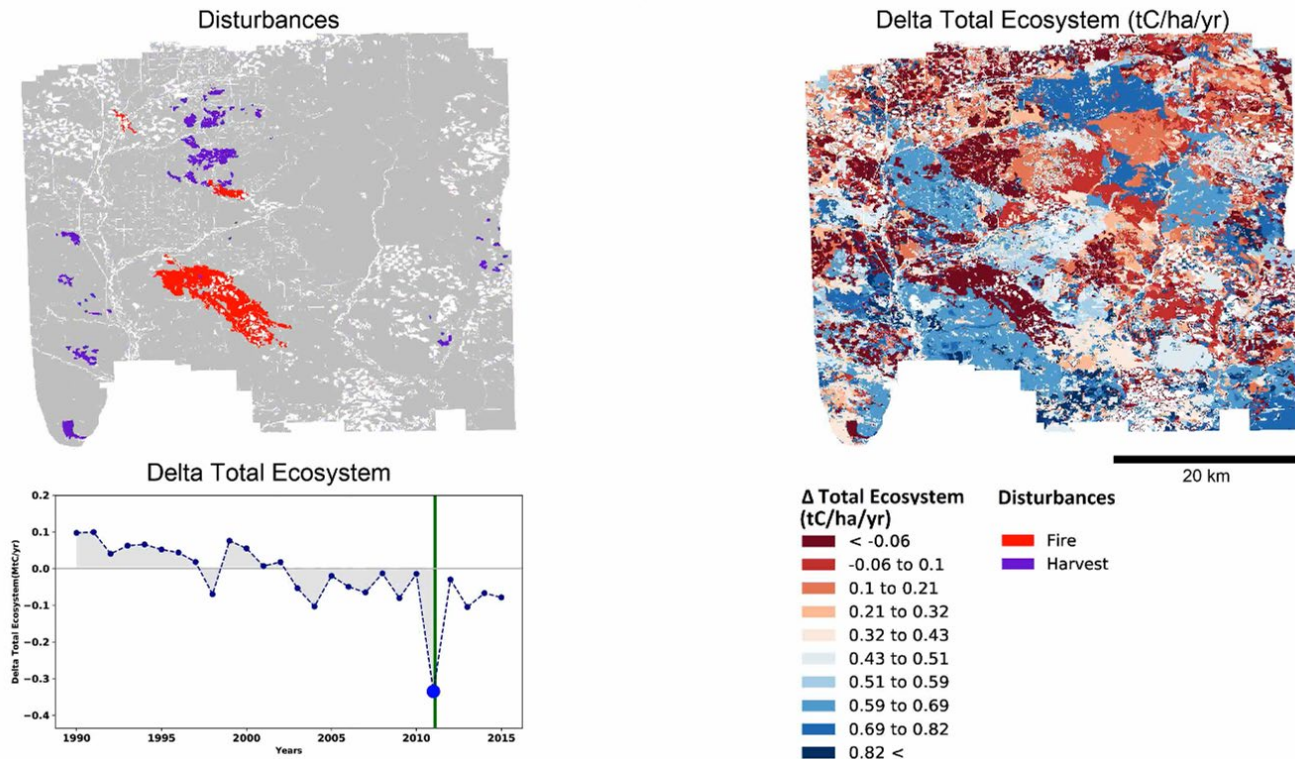 Disturbances
Delta Total Ecosystem (tC/ha/yr)
20 km
Delta Total Ecosystem
Delta Total Ecosystem(MtC/yr)
0.2
0.1
0.0
−0.1
−0.2
−0.3
−0.4
1990
1995
2000
2005
2010
2015
Years
Δ Total Ecosystem
(tC/ha/yr)
< -0.06
-0.06 to 0.1
0.1 to 0.21
0.21 to 0.32
0.32 to 0.43
0.43 to 0.51
0.51 to 0.59
0.59 to 0.69
0.69 to 0.82
0.82 <
Disturbances
Fire
Harvest